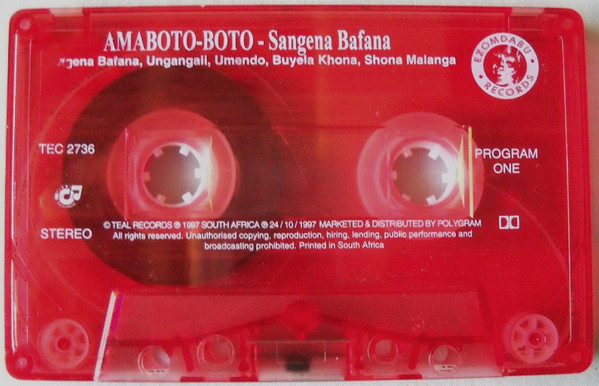 AMABOTO-BOTO - Sangena Bafana
Bafana, Ungangali, Umendo, Buyela Khona, Shona Malanga
EZOMDABU
RECORDS
TEC 2736
PROGRAM
ONE
STEREO
© TEAL RECORDS ℗ 1997 SOUTH AFRICA ℗ 24 / 10 / 1997 MARKETED & DISTRIBUTED BY POLYGRAM
All rights reserved. Unauthorised copying, reproduction, hiring, lending, public performance and
broadcasting prohibited. Printed in South Africa